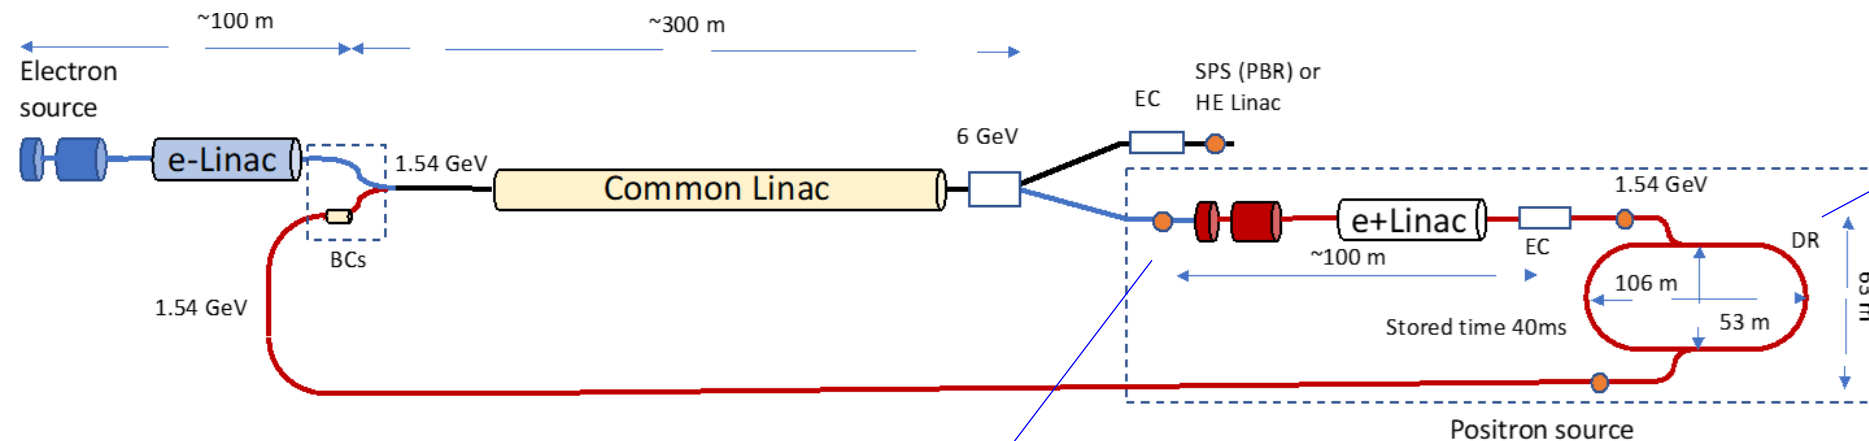 ~100 m
~300 m
Electron
source
SPS (PBR) or
HE Linac
EC
6 GeV
e-Linac
1.54 GeV
Common Linac
1.54 GeV
e+Linac
EC
DR
BCs
~100 m
106 m
1.54 GeV
53 m
Stored time 40ms
Positron source